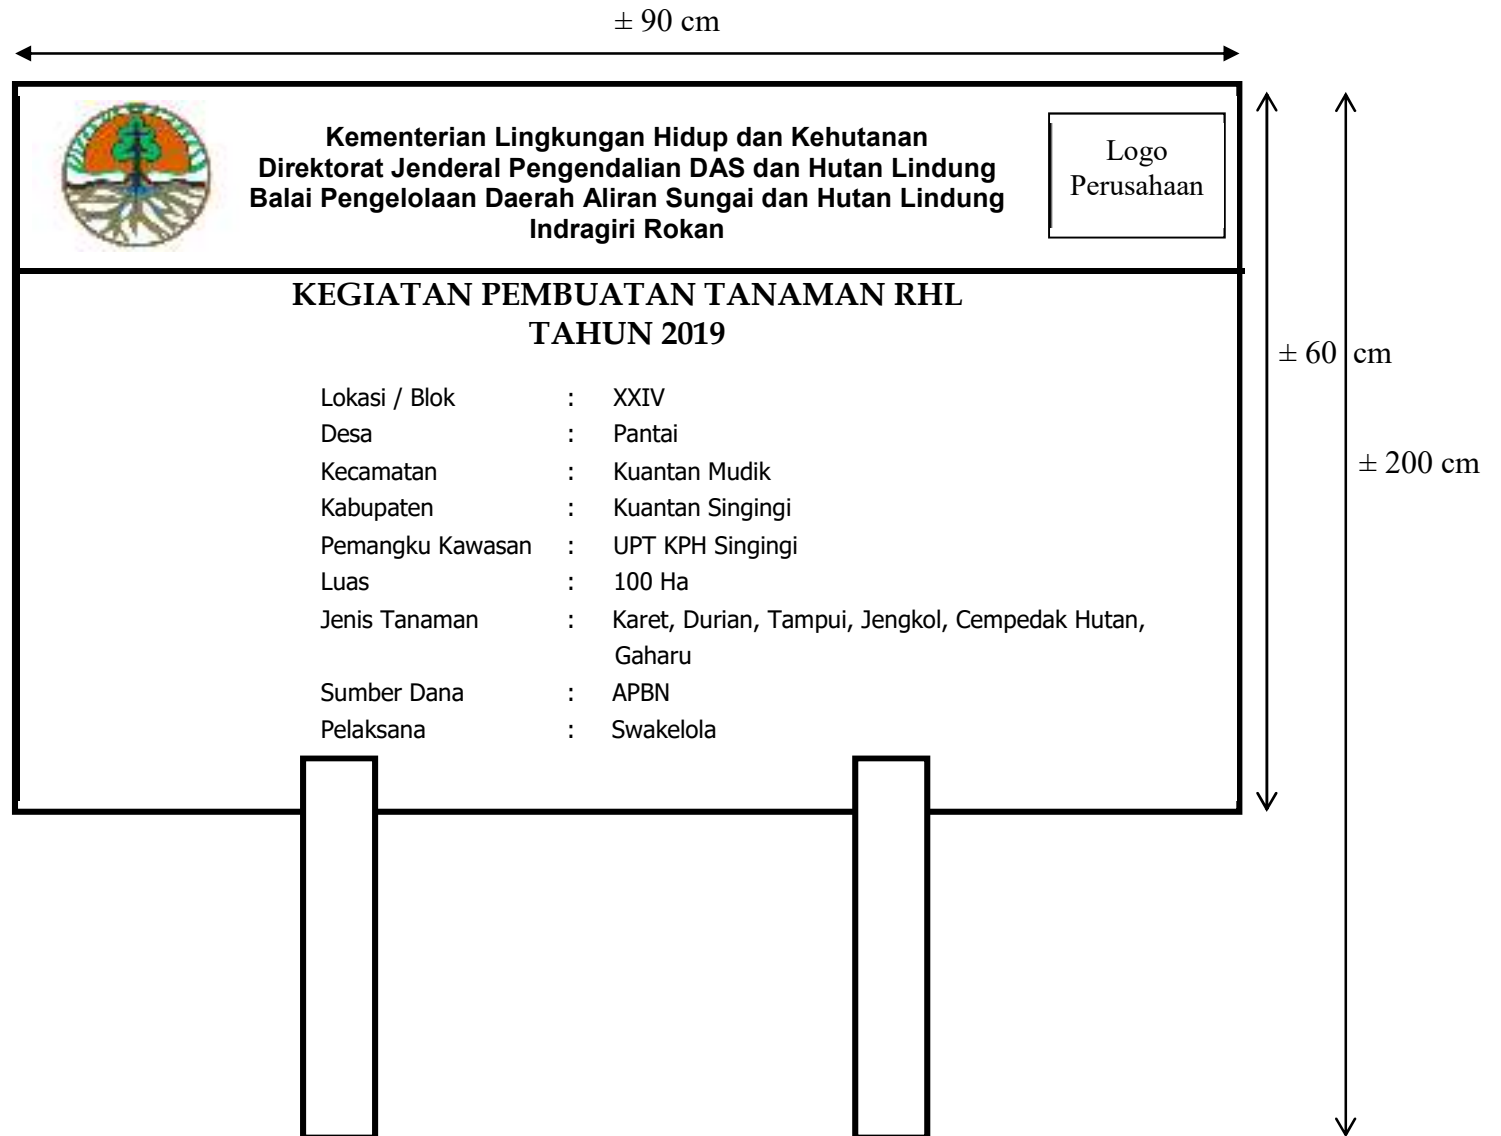 ± 90 cm
Kementerian Lingkungan Hidup dan Kehutanan
Direktorat Jenderal Pengendalian DAS dan Hutan Lindung
Balai Pengelolaan Daerah Aliran Sungai dan Hutan Lindung
Indragiri Rokan
Logo
Perusahaan
KEGIATAN PEMBUATAN TANAMAN RHL
TAHUN 2019
Lokasi / Blok : XXIV
Desa : Pantai
Kecamatan : Kuantan Mudik
Kabupaten : Kuantan Singingi
Pemangku Kawasan : UPT KPH Singingi
Luas : 100 Ha
Jenis Tanaman : Karet, Durian, Tampui, Jengkol, Cempedak Hutan,
Gaharu
Sumber Dana : APBN
Pelaksana : Swakelola
± 60 cm
± 200 cm